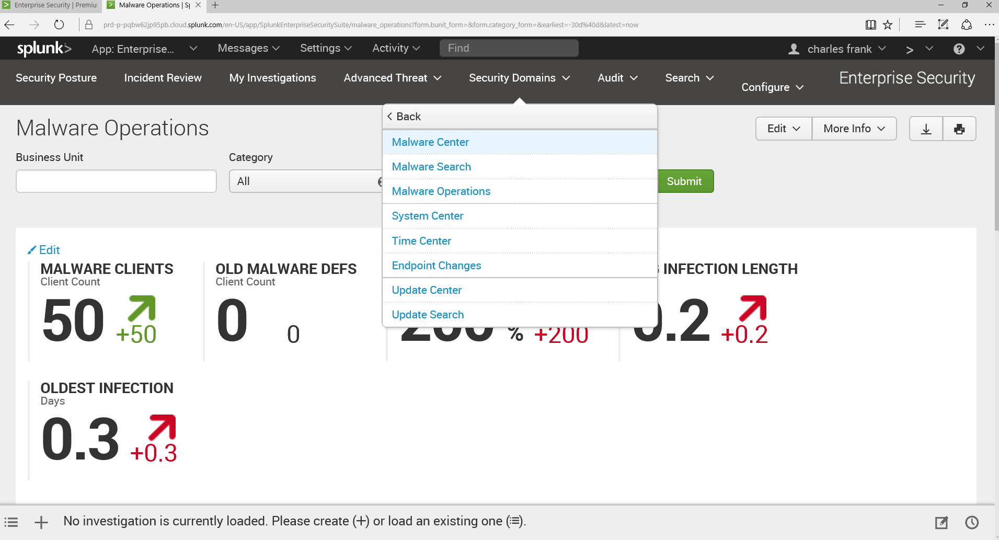 Enterprise Security | Premiu
Malware Operations | Sp
prd-p-pqbw62jp95pb.cloud.splunk.com/en-US/app/SplunkEnterpriseSecuritySuite/malware_operations?form.bunit_form=&form.category_form=&earliest=-30d%40d&latest=now
splunk> App: Enterprise... Messages Settings Activity Find charles frank > ?
Security Posture Incident Review My Investigations Advanced Threat Security Domains Audit Search Configure Enterprise Security
Malware Operations
Edit More Info
Business Unit Category
All
Submit
Back
Malware Center
Malware Search
Malware Operations
System Center
Time Center
Endpoint Changes
Update Center
Update Search
Edit
MALWARE CLIENTS
Client Count
50 +50
OLD MALWARE DEFS
Client Count
0 0
200 % +200
INFECTION LENGTH
0.2 +0.2
OLDEST INFECTION
Days
0.3 +0.3
No investigation is currently loaded. Please create (+) or load an existing one (≔).